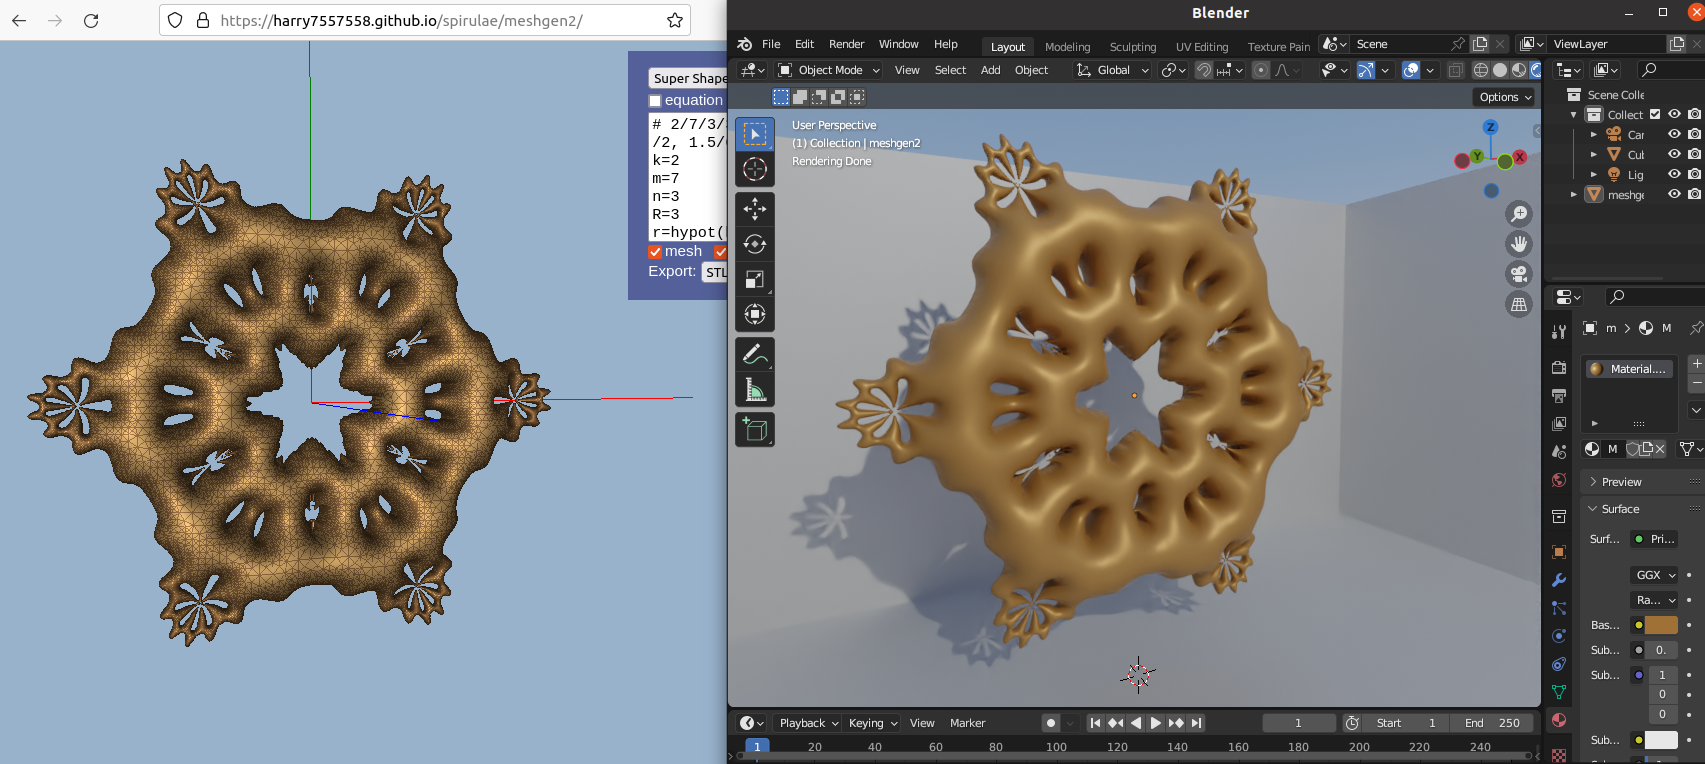 https://harry7557558.github.io/spirulae/meshgen2/
Super Shape
equation
# 2/7/3/
/2, 1.5/
k=2
m=7
n=3
R=3
r=hypot(
mesh
Export: STL
Blender
File Edit Render Window Help
Layout Modeling Sculpting UV Editing Texture Pain
Scene
ViewLayer
Object Mode
View Select Add Object
Global
Options
User Perspective
(1) Collection | meshgen2
Rendering Done
Z
Y
X
Scene Colle
Collect
Car
Cub
Lig
meshge
m > M
Material....
M
Preview
Surface
Surf... Pri...
GGX
Ra...
Bas...
Sub... 0.
Sub... 1
0
0
Sub...
Playback Keying View Marker
1
Start 1
End 250
1 20 40 60 80 100 120 140 160 180 200 220 240